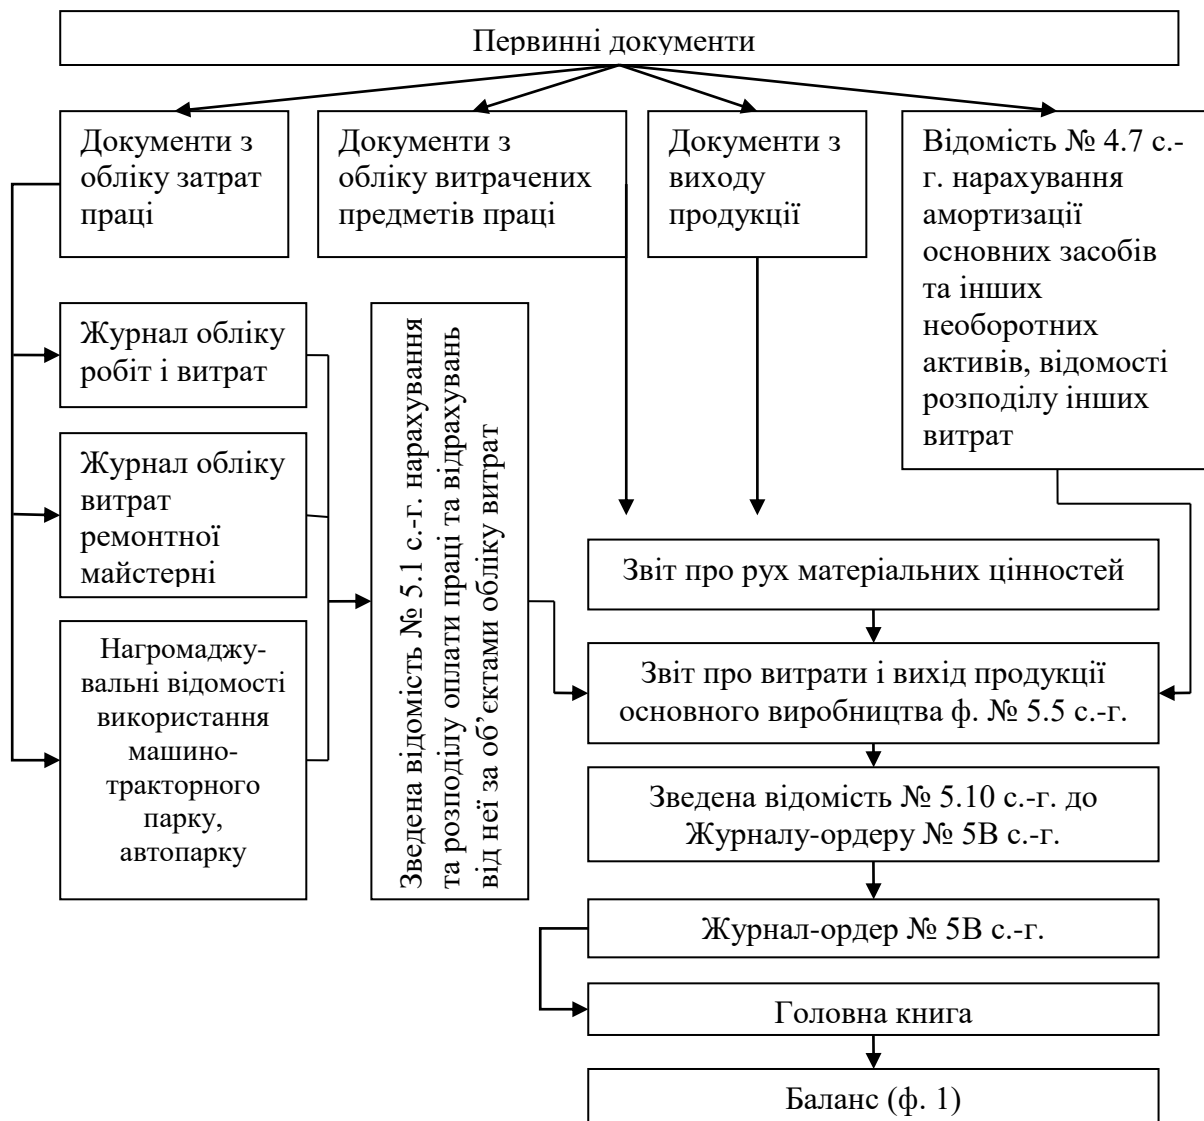 Первинні документи
Документи з
обліку затрат
праці
Документи з
обліку витрачених
предметів праці
Документи з
виходу
продукції
Відомість № 4.7 с.-
г. нарахування
амортизації
основних засобів
та інших
необоротних
активів, відомості
розподілу інших
витрат
Журнал обліку
робіт і витрат
Журнал обліку
витрат
ремонтної
майстерні
Нагромаджу-
вальні відомості
використання
машино-
тракторного
парку,
автопарку
Зведена відомість № 5.1 с.-г. нарахування
та розподілу оплати праці та відрахувань
від неї за об’єктами обліку витрат
Звіт про рух матеріальних цінностей
Звіт про витрати і вихід продукції
основного виробництва ф. № 5.5 с.-г.
Зведена відомість № 5.10 с.-г. до
Журналу-ордеру № 5В с.-г.
Журнал-ордер № 5В с.-г.
Головна книга
Баланс (ф. 1)